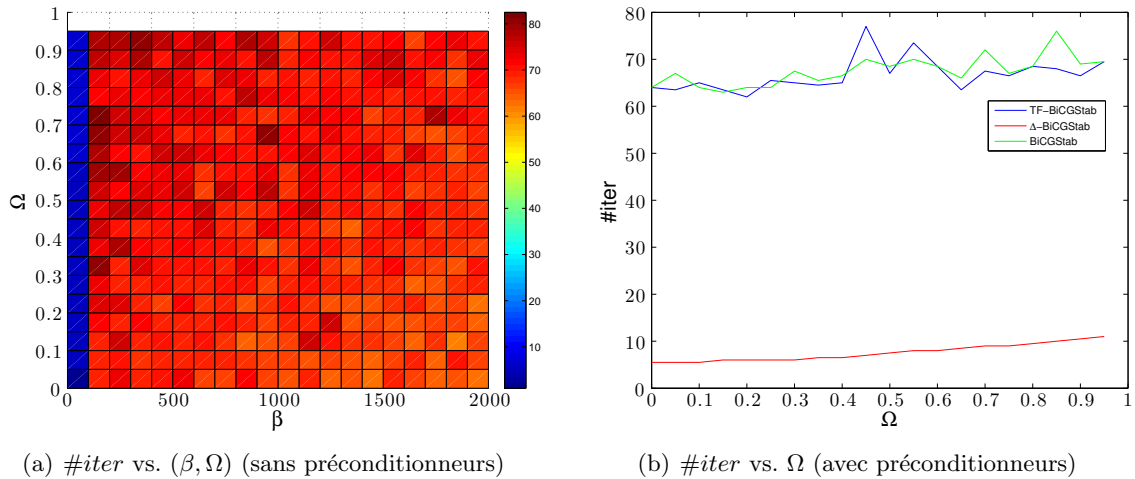 1
0.9
0.8
0.7
0.6
0.5
0.4
0.3
0.2
0.1
0
Ω
0 500 1000 1500 2000
β
80
70
60
50
40
30
20
10
(a) #iter vs. (β, Ω) (sans préconditionneurs)
80
70
60
50
40
30
20
10
0
#iter
0 0.1 0.2 0.3 0.4 0.5 0.6 0.7 0.8 0.9 1
Ω
TF−BiCGStab
Δ−BiCGStab
BiCGStab
(b) #iter vs. Ω (avec préconditionneurs)